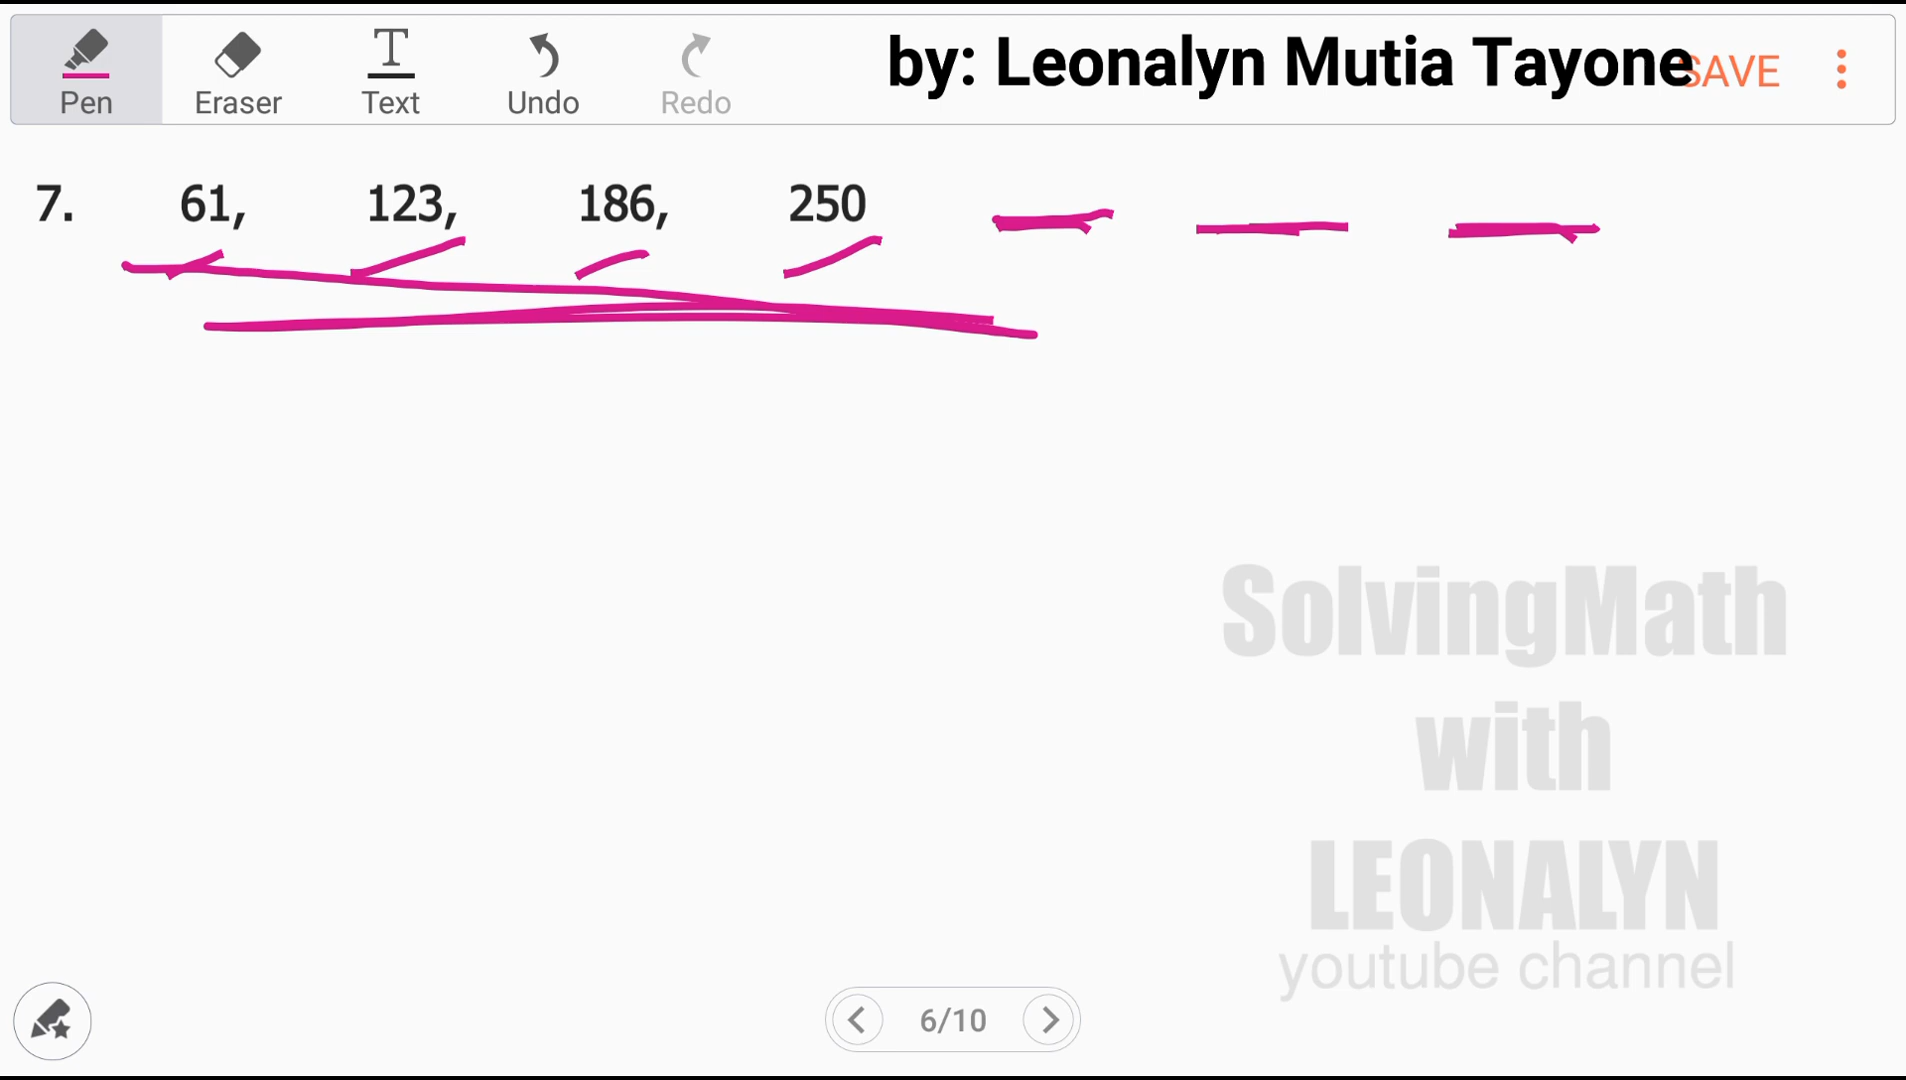 by: Leonalyn Mutia Tayone
SAVE
Pen Eraser Text Undo Redo
7. 61, 123, 186, 250
SolvingMath
with
LEONALYN
youtube channel
6/10